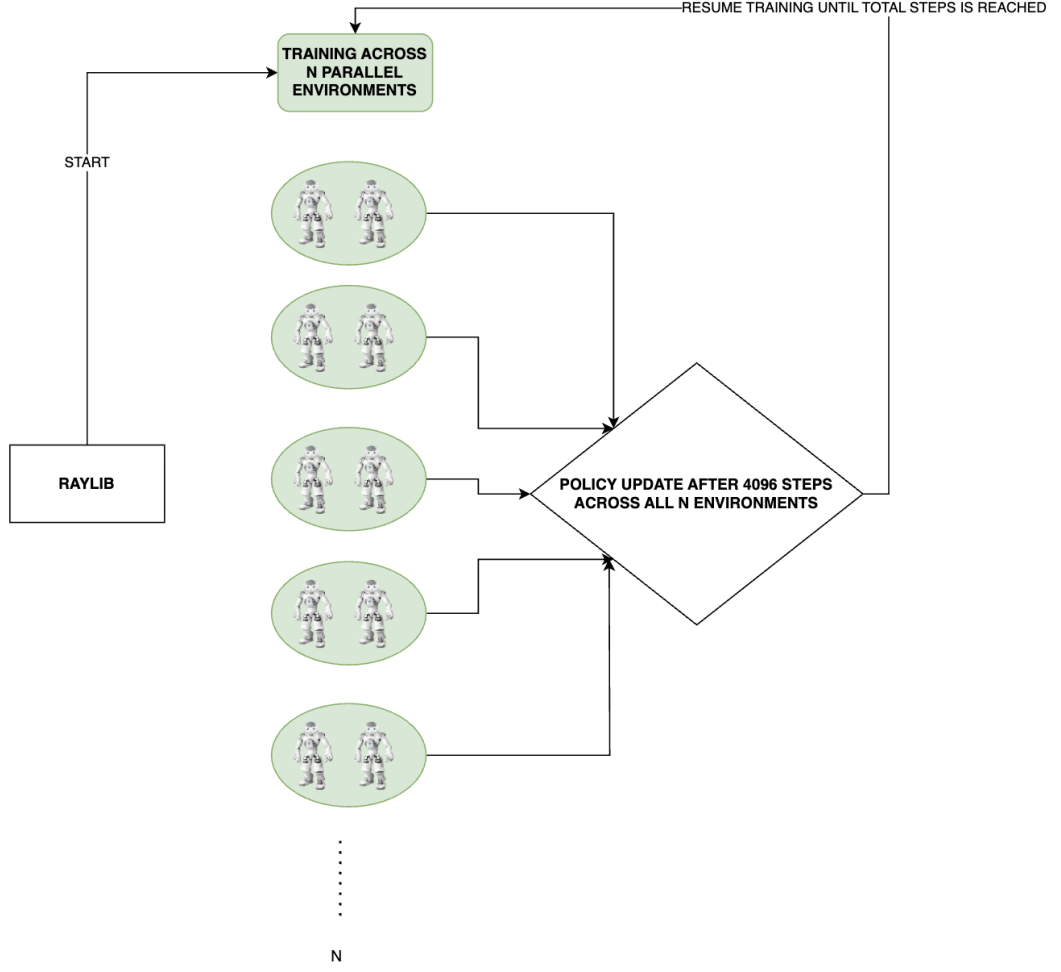 RESUME TRAINING UNTIL TOTAL STEPS IS REACHED
TRAINING ACROSS
N PARALLEL
ENVIRONMENTS
START
RAYLIB
POLICY UPDATE AFTER 4096 STEPS
ACROSS ALL N ENVIRONMENTS
N